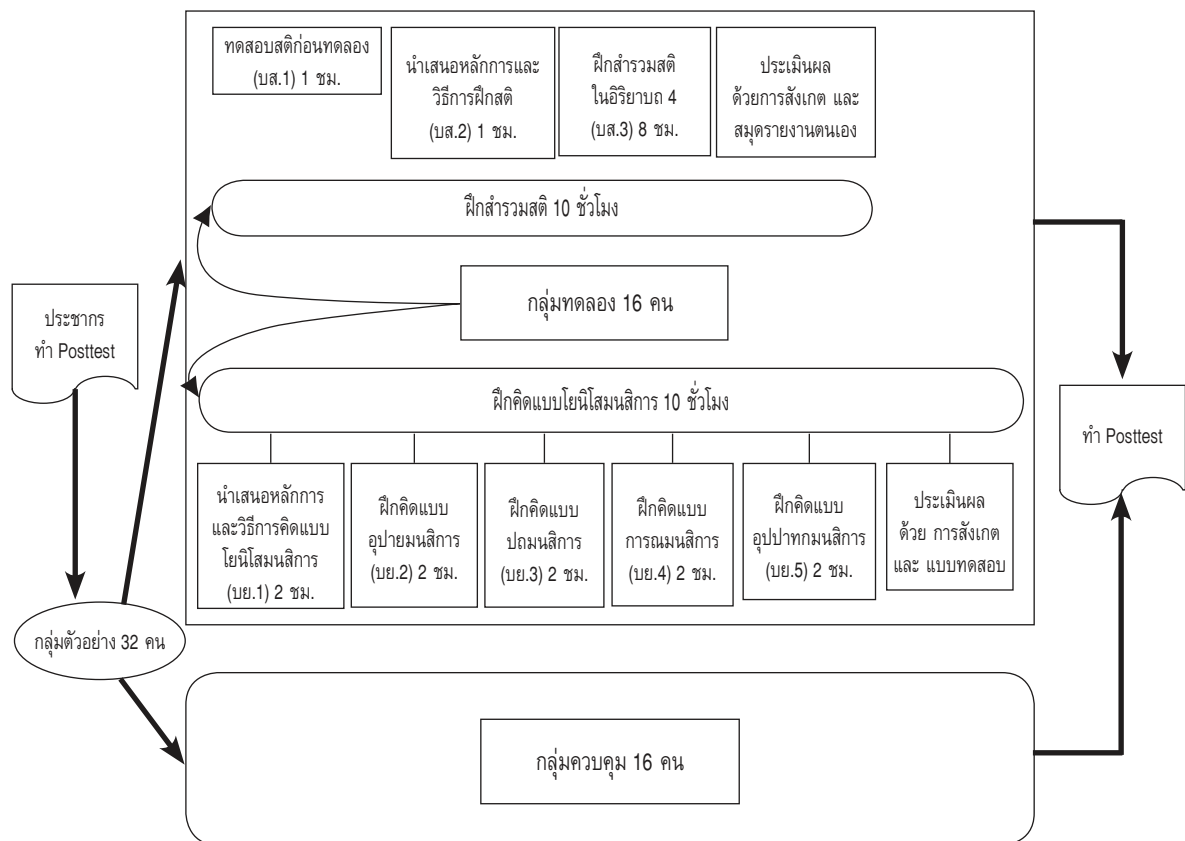 ทดสอบสติก่อนทดลอง
(บส.1) 1 ชม.
นำเสนอหลักการและ
วิธีการฝึกสติ
(บส.2) 1 ชม.
ฝึกสำรวมสติ
ในอิริยาบถ 4
(บส.3) 8 ชม.
ประเมินผล
ด้วยการสังเกต และ
สมุดรายงานตนเอง
ฝึกสำรวมสติ 10 ชั่วโมง
กลุ่มทดลอง 16 คน
ประชากร
ทำ Posttest
ฝึกคิดแบบโยนิโสมนสิการ 10 ชั่วโมง
ทำ Posttest
นำเสนอหลักการ
และวิธีการคิดแบบ
โยนิโสมนสิการ
(บย.1) 2 ชม.
ฝึกคิดแบบ
อุปายมนสิการ
(บย.2) 2 ชม.
ฝึกคิดแบบ
ปถมนสิการ
(บย.3) 2 ชม.
ฝึกคิดแบบ
การณมนสิการ
(บย.4) 2 ชม.
ฝึกคิดแบบ
อุปปาทกมนสิการ
(บย.5) 2 ชม.
ประเมินผล
ด้วย การสังเกต
และ แบบทดสอบ
กลุ่มตัวอย่าง 32 คน
กลุ่มควบคุม 16 คน